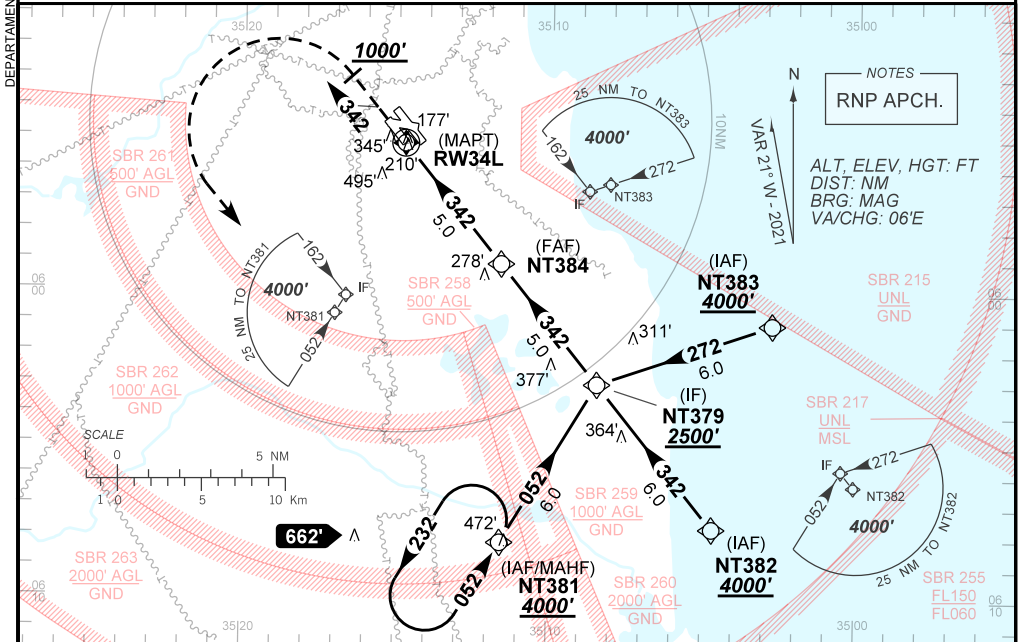 DEPARTAMEN
35 20
35 10
35 00
1000'
342
177'
345'
210'
495'
(MAPT)
RW34L
342
5.0
25 NM TO NT383
4000'
162
272
IF
NT383
10NM
N
VAR 21° W - 2021
NOTES
RNP APCH.
ALT, ELEV, HGT: FT
DIST: NM
BRG: MAG
VA/CHG: 06'E
SBR 261
500' AGL
GND
25 NM TO NT381
162
4000'
IF
NT381
052
06
00
278'
(FAF)
NT384
SBR 258
500' AGL
GND
342
5.0
377'
311'
(IAF)
NT383
4000'
272
6.0
SBR 215
UNL
GND
06
00
SBR 262
1000' AGL
GND
(IF)
NT379
2500'
364'
SBR 217
UNL
MSL
SCALE
0
5 NM
1 0
5
10 Km
052
6.0
342
6.0
SBR 259
1000' AGL
GND
IF
272
NT382
052
4000'
25 NM TO NT382
662'
472'
232
052
(IAF/MAHF)
NT381
4000'
(IAF)
NT382
4000'
SBR 263
2000' AGL
GND
SBR 260
2000' AGL
GND
SBR 255
FL150
FL060
06
06
10
35 20
35 10
35 00